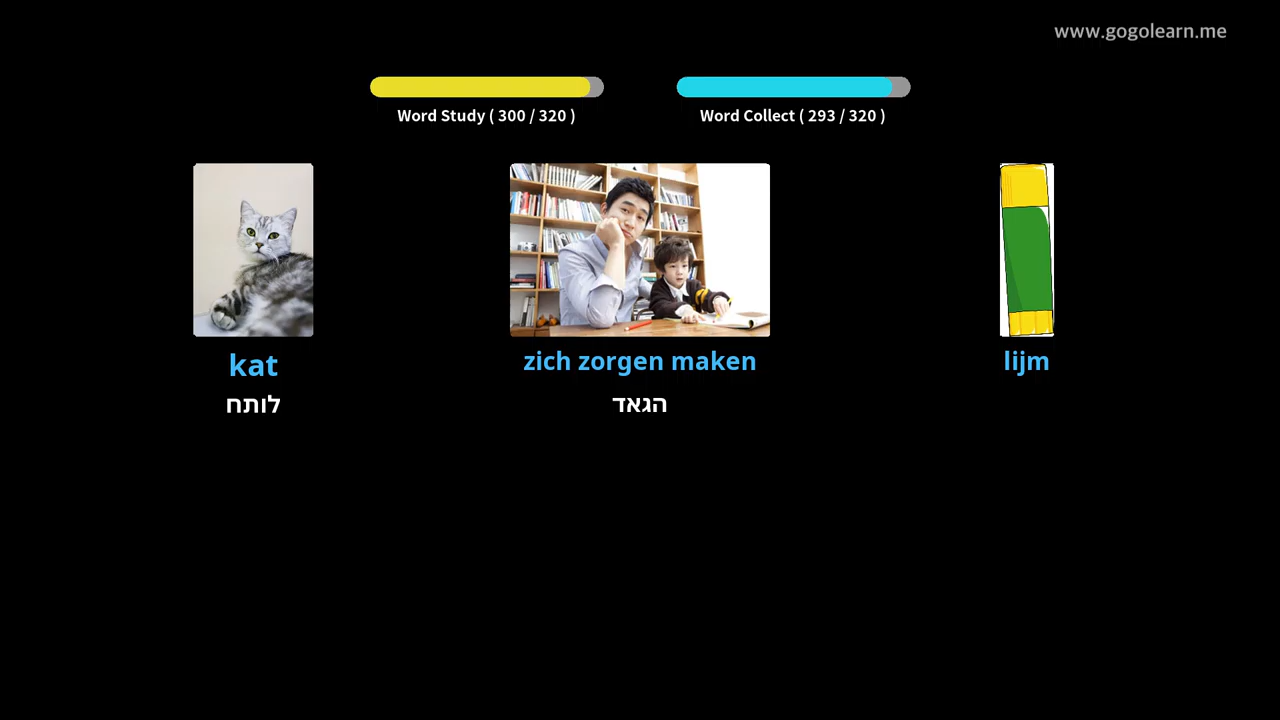 www.gogolearn.me
Word Study ( 300 / 320 )
Word Collect ( 293 / 320 )
kat
לותח
zich zorgen maken
הגאד
lijm